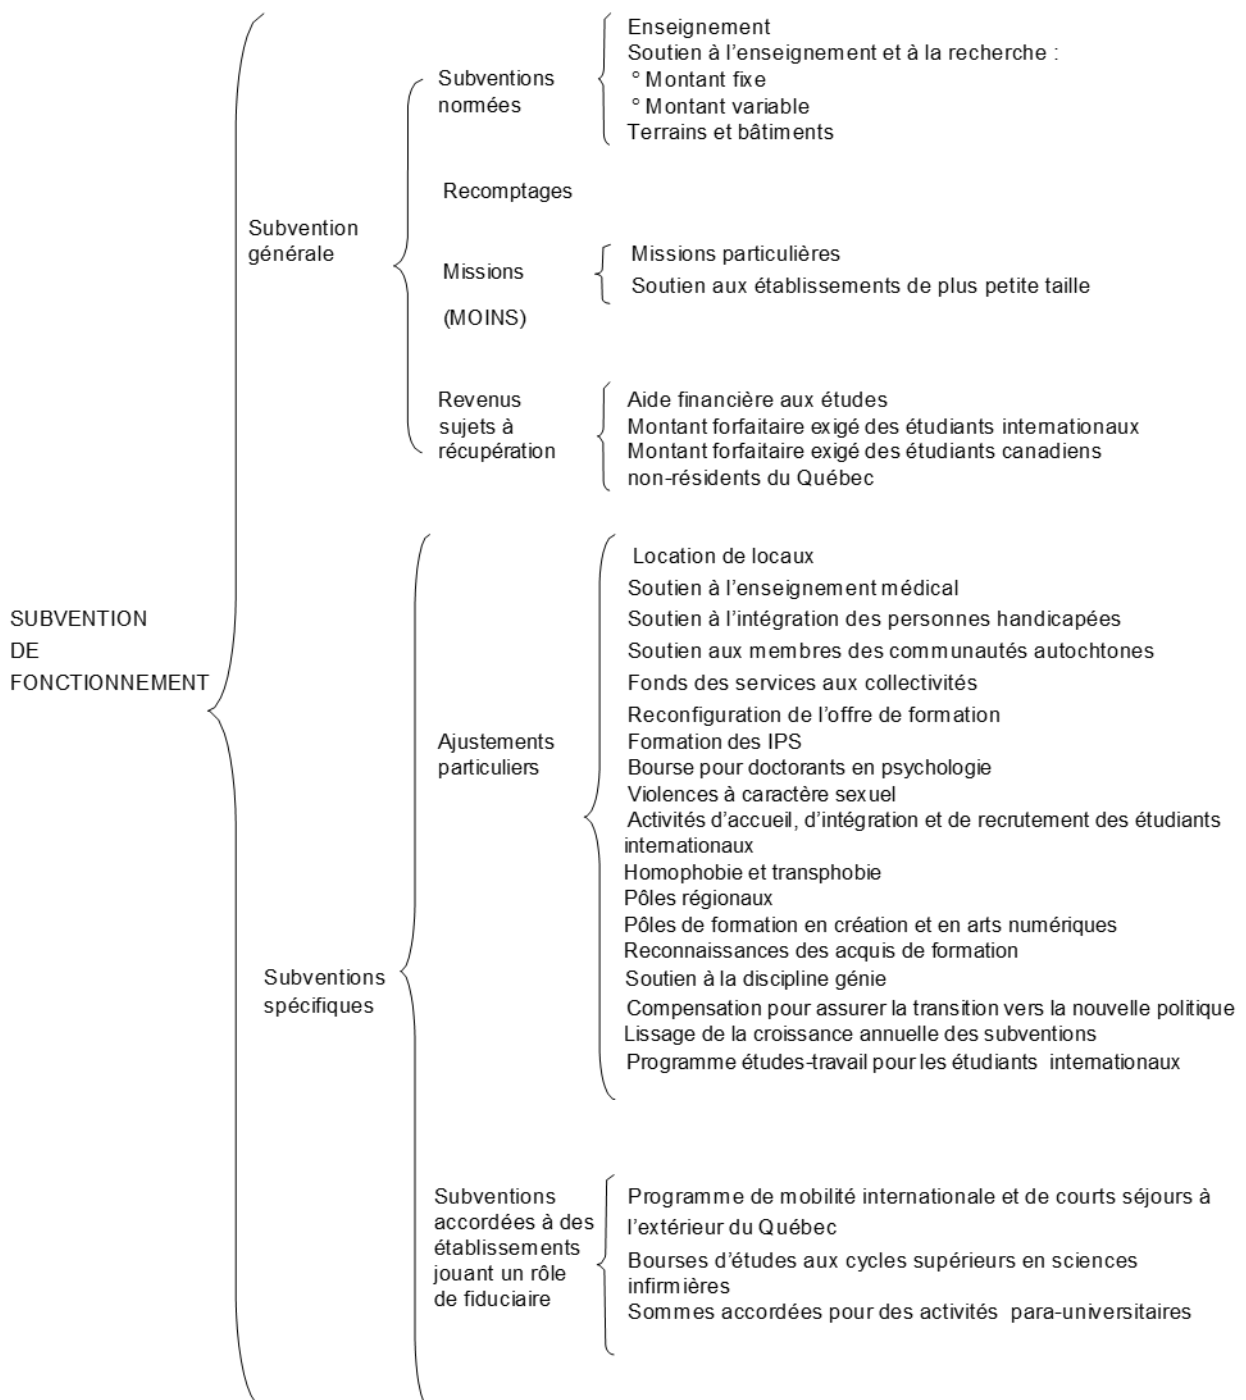 SUBVENTION
DE
FONCTIONNEMENT
Subvention
générale
Subventions
normées
Enseignement
Soutien à l'enseignement et à la recherche :
° Montant fixe
° Montant variable
Terrains et bâtiments
Recomptages
Missions
Missions particulières
Soutien aux établissements de plus petite taille
(MOINS)
Revenus
sujets à
récupération
Aide financière aux études
Montant forfaitaire exigé des étudiants internationaux
Montant forfaitaire exigé des étudiants canadiens
non-résidents du Québec
Subventions
spécifiques
Ajustements
particuliers
Location de locaux
Soutien à l'enseignement médical
Soutien à l'intégration des personnes handicapées
Soutien aux membres des communautés autochtones
Fonds des services aux collectivités
Reconfiguration de l'offre de formation
Formation des IPS
Bourse pour doctorants en psychologie
Violences à caractère sexuel
Activités d'accueil, d'intégration et de recrutement des étudiants
internationaux
Homophobie et transphobie
Pôles régionaux
Pôles de formation en création et en arts numériques
Reconnaissances des acquis de formation
Soutien à la discipline génie
Compensation pour assurer la transition vers la nouvelle politique
Lissage de la croissance annuelle des subventions
Programme études-travail pour les étudiants internationaux
Subventions
accordées à des
établissements
jouant un rôle
de fiduciaire
Programme de mobilité internationale et de courts séjours à
l'extérieur du Québec
Bourses d'études aux cycles supérieurs en sciences
infirmières
Sommes accordées pour des activités para-universitaires